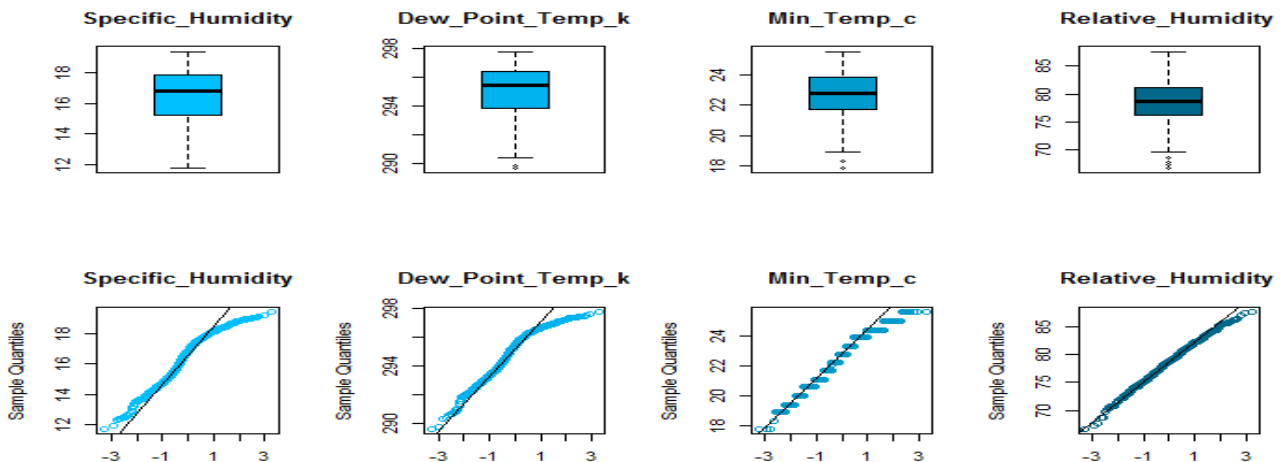 Specific_Humidity
Dew_Point_Temp_k
Min_Temp_c
Relative_Humidity
12 14 16 18
290 294 298
18 20 22 24
70 75 80 85
Specific_Humidity
Dew_Point_Temp_k
Min_Temp_c
Relative_Humidity
Sample Quantiles
12 14 16 18
-3 -1 1 3
Sample Quantiles
290 294 298
-3 -1 1 3
Sample Quantiles
18 20 22 24
-3 -1 1 3
Sample Quantiles
70 75 80 85
-3 -1 1 3